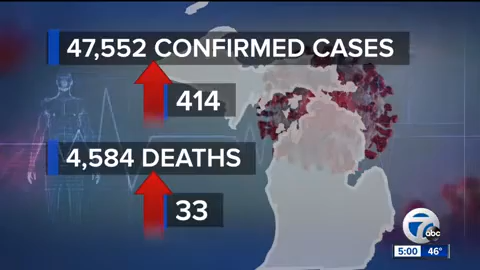 47,552 CONFIRMED CASES
414
4,584 DEATHS
33
7 abc
5:00 46°